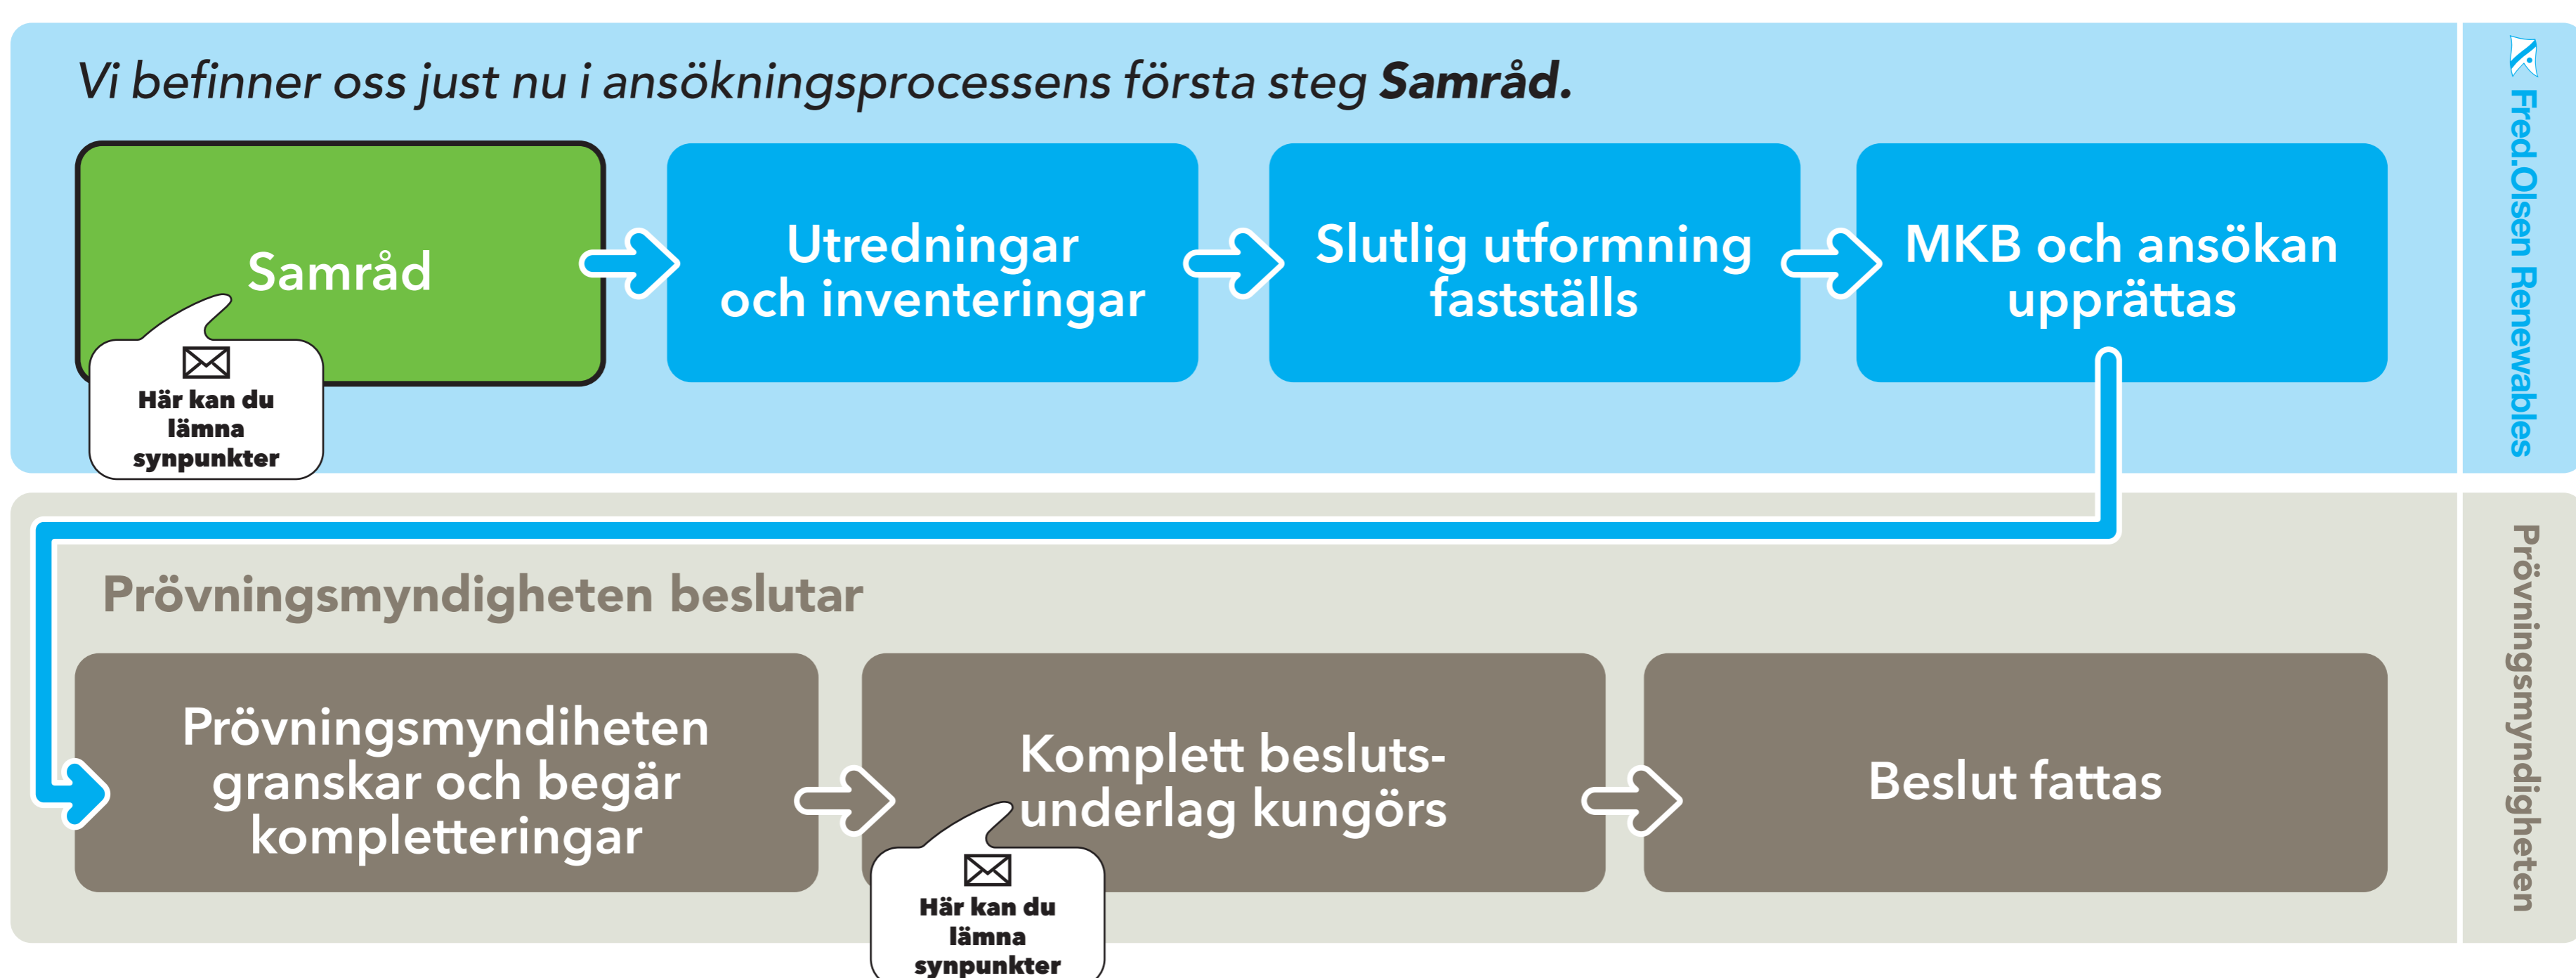 Vi befinner oss just nu i ansökningsprocessens första steg Samråd.
Samråd
Här kan du
lämna
synpunkter
Utredningar
och inventeringar
Slutlig utformning
fastställs
MKB och ansökan
upprättas
Fred.Olsen Renewables
Prövningsmyndigheten beslutar
Prövningsmyndiheten
granskar och begär
kompletteringar
Komplett besluts-
underlag kungörs
Här kan du
lämna
synpunkter
Beslut fattas
Prövningsmyndigheten